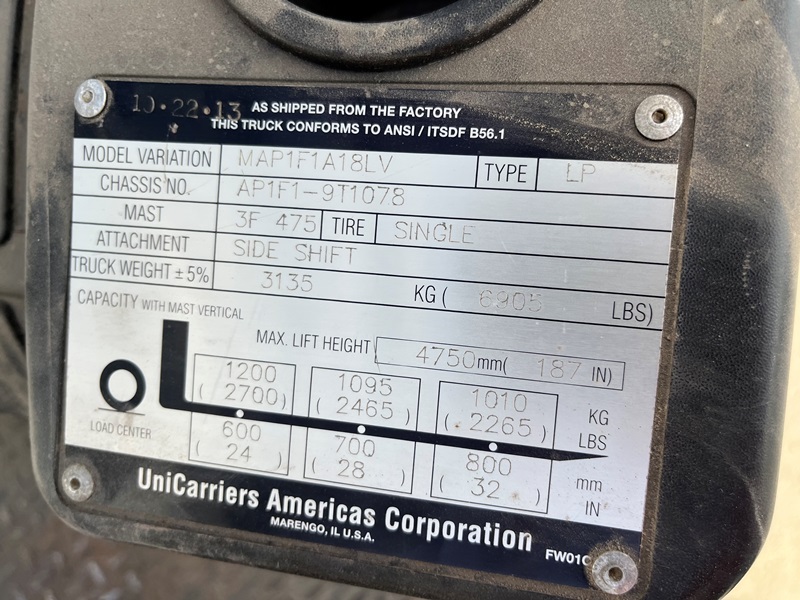 10·22·13 AS SHIPPED FROM THE FACTORY
THIS TRUCK CONFORMS TO ANSI / ITSDF B56.1
MODEL VARIATION MAP1F1A18LV TYPE LP
CHASSIS NO. AP1F1-9T1078
MAST 3F 475 TIRE SINGLE
ATTACHMENT SIDE SHIFT
TRUCK WEIGHT ± 5% 3135 KG ( 6905 LBS)
CAPACITY WITH MAST VERTICAL
MAX. LIFT HEIGHT 4750mm( 187 IN)
1200 1095 1010 KG
( 2700) ( 2465 ) ( 2265 ) LBS
LOAD CENTER 600 700 800 mm
( 24 ) ( 28 ) ( 32 ) IN
UniCarriers Americas Corporation
MARENGO, IL U.S.A.